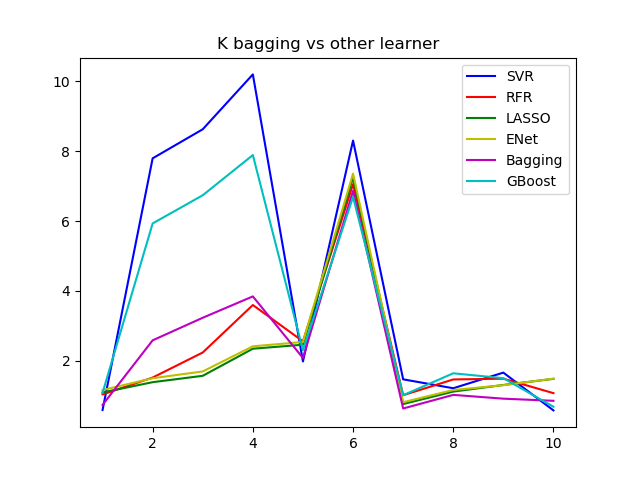 K bagging vs other learner
SVR
RFR
LASSO
ENet
Bagging
GBoost
10
8
6
4
2
2
4
6
8
10